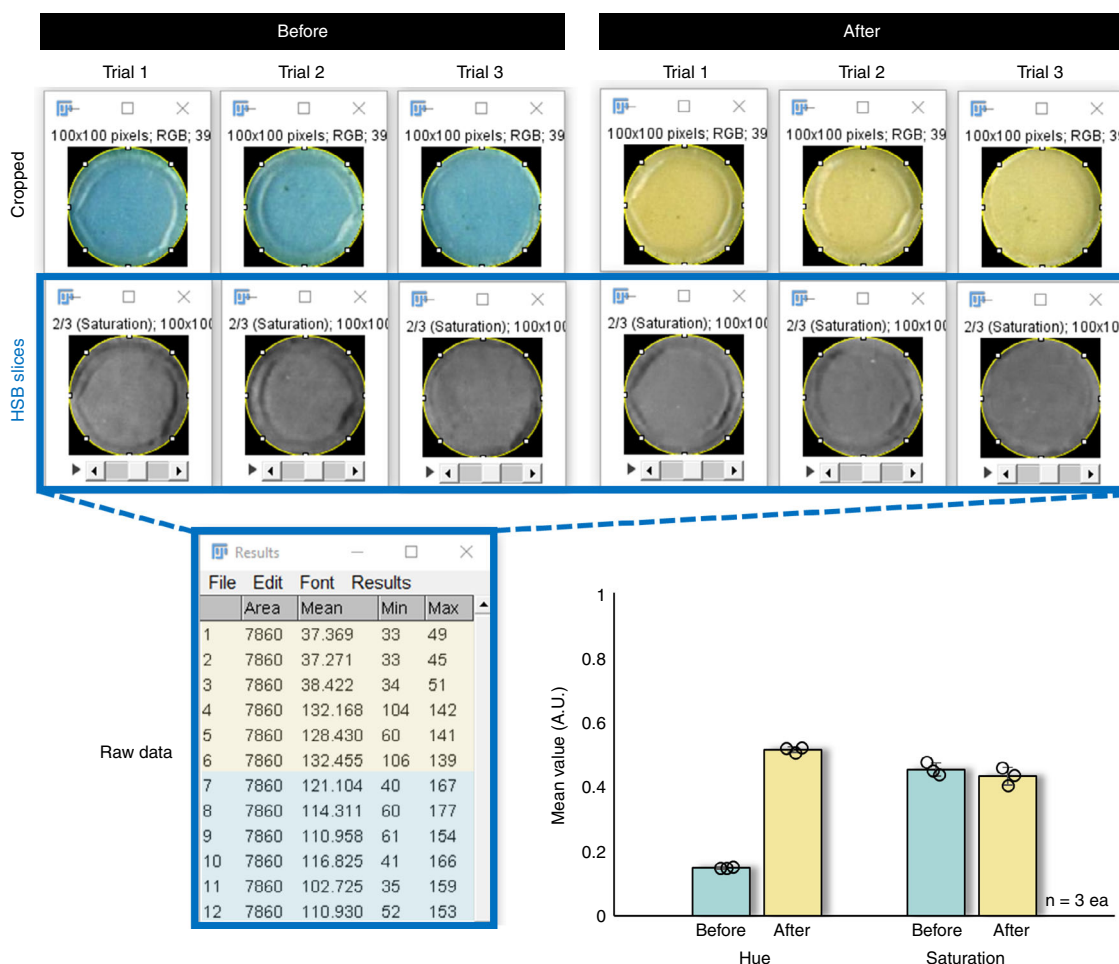 Before
After
Trial 1
Trial 2
Trial 3
Trial 1
Trial 2
Trial 3
Cropped
100x100 pixels; RGB; 39
100x100 pixels; RGB; 39
100x100 pixels; RGB; 39
100x100 pixels; RGB; 39
100x100 pixels; RGB; 39
100x100 pixels; RGB; 39
HSB slices
2/3 (Saturation); 100x100
2/3 (Saturation); 100x100
2/3 (Saturation); 100x100
2/3 (Saturation); 100x100
2/3 (Saturation); 100x100
2/3 (Saturation); 100x100
Raw data
Results
File Edit Font Results
Area Mean Min Max
1 7860 37.369 33 49
2 7860 37.271 33 45
3 7860 38.422 34 51
4 7860 132.168 104 142
5 7860 128.430 60 141
6 7860 132.455 106 139
7 7860 121.104 40 167
8 7860 114.311 60 177
9 7860 110.958 61 154
10 7860 116.825 41 166
11 7860 102.725 35 159
12 7860 110.930 52 153
Mean value (A.U.)
1
0.8
0.6
0.4
0.2
0
n = 3 ea
Before After Before After
Hue Saturation